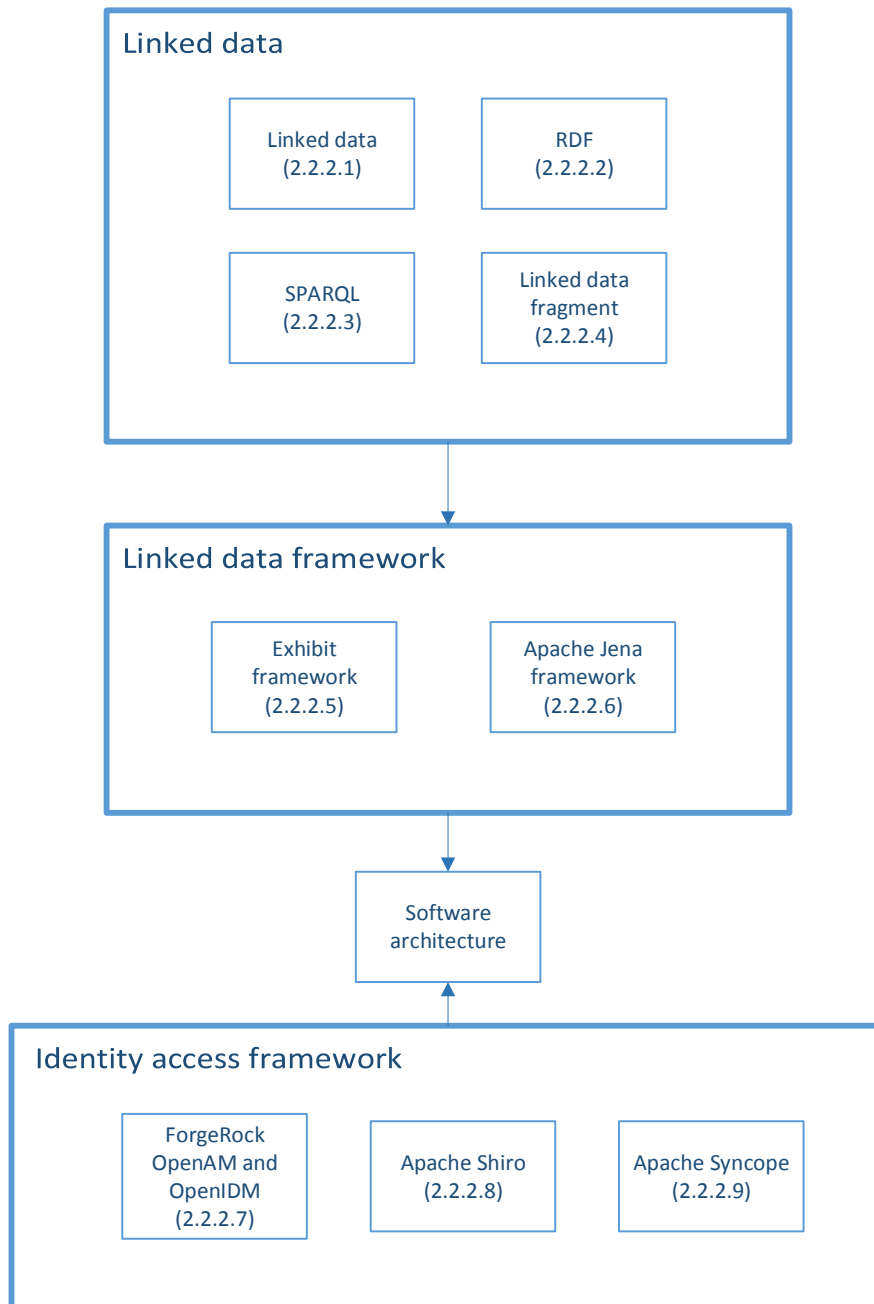 Linked data
Linked data
(2.2.2.1)
RDF
(2.2.2.2)
SPARQL
(2.2.2.3)
Linked data
fragment
(2.2.2.4)
Linked data framework
Exhibit
framework
(2.2.2.5)
Apache Jena
framework
(2.2.2.6)
Software
architecture
Identity access framework
ForgeRock
OpenAM and
OpenIDM
(2.2.2.7)
Apache Shiro
(2.2.2.8)
Apache Syncope
(2.2.2.9)